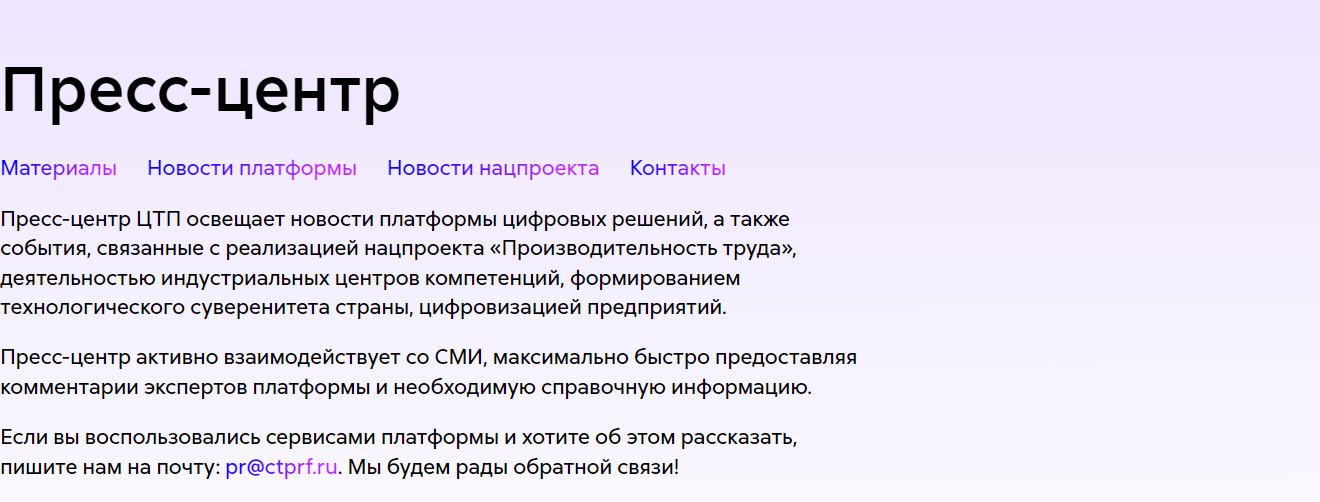 Пресс-центр
Материалы Новости платформы Новости нацпроекта Контакты
Пресс-центр ЦТП освещает новости платформы цифровых решений, а также
события, связанные с реализацией нацпроекта «Производительность труда»,
деятельностью индустриальных центров компетенций, формированием
технологического суверенитета страны, цифровизацией предприятий.
Пресс-центр активно взаимодействует со СМИ, максимально быстро предоставляя
комментарии экспертов платформы и необходимую справочную информацию.
Если вы воспользовались сервисами платформы и хотите об этом рассказать,
пишите нам на почту: pr@ctprf.ru. Мы будем рады обратной связи!